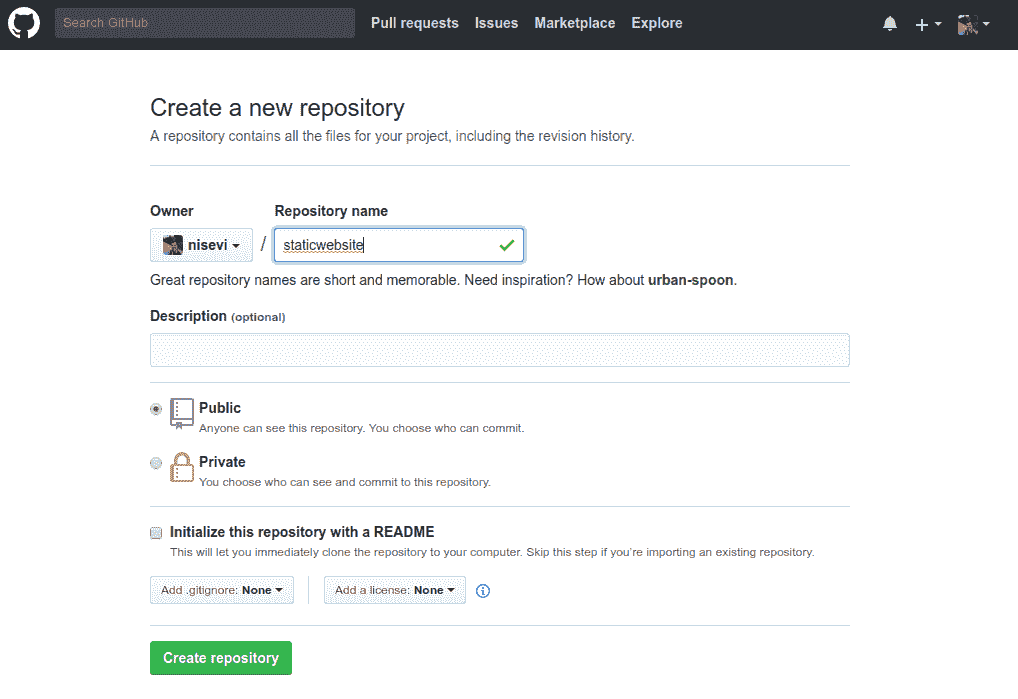 Search GitHub Pull requests Issues Marketplace Explore
Create a new repository
A repository contains all the files for your project, including the revision history.
Owner Repository name
nisevi / staticwebsite
Great repository names are short and memorable. Need inspiration? How about urban-spoon.
Description (optional)
Public
Anyone can see this repository. You choose who can commit.
Private
You choose who can see and commit to this repository.
Initialize this repository with a README
This will let you immediately clone the repository to your computer. Skip this step if you're importing an existing repository.
Add .gitignore: None Add a license: None
Create repository